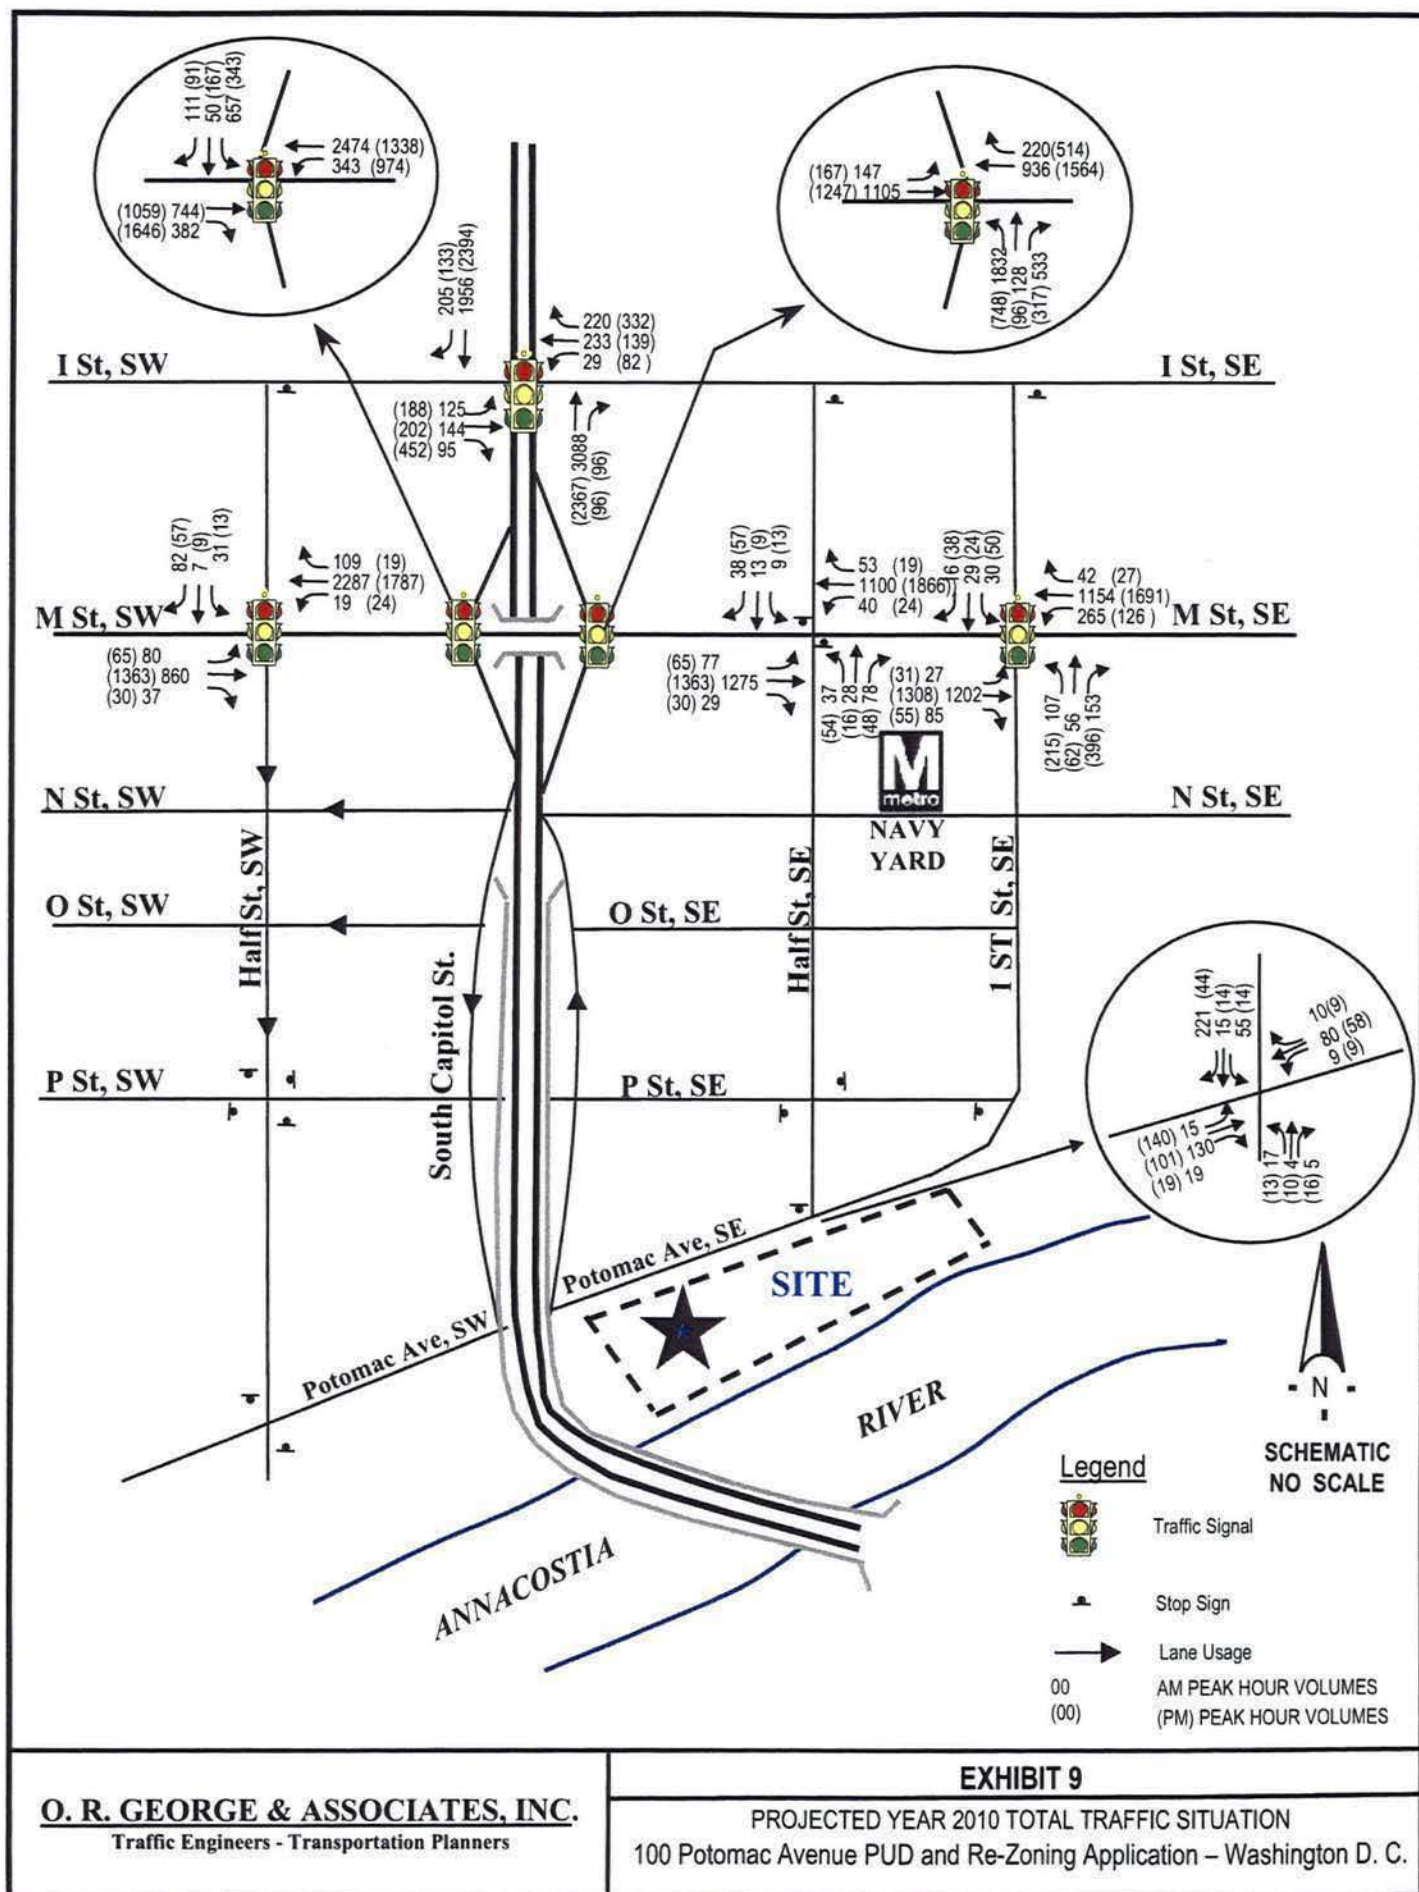 111 (91)
50 (167)
657 (343)
2474 (1338)
343 (974)
(1059) 744
(1646) 382
220(514)
936 (1564)
(167) 147
(1247) 1105
(748) 1832
(96) 128
(317) 533
205 (133)
1956 (2394)
220 (332)
233 (139)
29 (82 )
I St, SW
I St, SE
(188) 125
(202) 144
(452) 95
(2367) 3088
(96) (96)
82 (57)
7 (9)
31 (13)
109 (19)
2287 (1787)
19 (24)
38 (57)
13 (9)
9 (13)
53 (19)
1100 (1866)
40 (24)
16 (38)
29 (24)
30 (50)
42 (27)
1154 (1691)
265 (126 )
M St, SW
M St, SE
(65) 80
(1363) 860
(30) 37
(65) 77
(1363) 1275
(30) 29
(54) 37
(16) 28
(48) 78
(31) 27
(1308) 1202
(55) 85
(215) 107
(62) 56
(396) 153
M
metro
NAVY
YARD
N St, SW
N St, SE
Half St, SW
Half St, SE
1 ST St, SE
O St, SW
O St, SE
South Capitol St.
221 (44)
15 (14)
55 (14)
10(9)
80 (58)
9 (9)
P St, SW
P St, SE
(140) 15
(101) 130
(19) 19
(13) 17
(10) 4
(16) 5
Potomac Ave, SE
SITE
Potomac Ave, SW
RIVER
N
SCHEMATIC
NO SCALE
ANNACOSTIA
Legend
Traffic Signal
Stop Sign
Lane Usage
00 AM PEAK HOUR VOLUMES
(00) (PM) PEAK HOUR VOLUMES
O. R. GEORGE & ASSOCIATES, INC.
Traffic Engineers - Transportation Planners
EXHIBIT 9
PROJECTED YEAR 2010 TOTAL TRAFFIC SITUATION
100 Potomac Avenue PUD and Re-Zoning Application – Washington D. C.